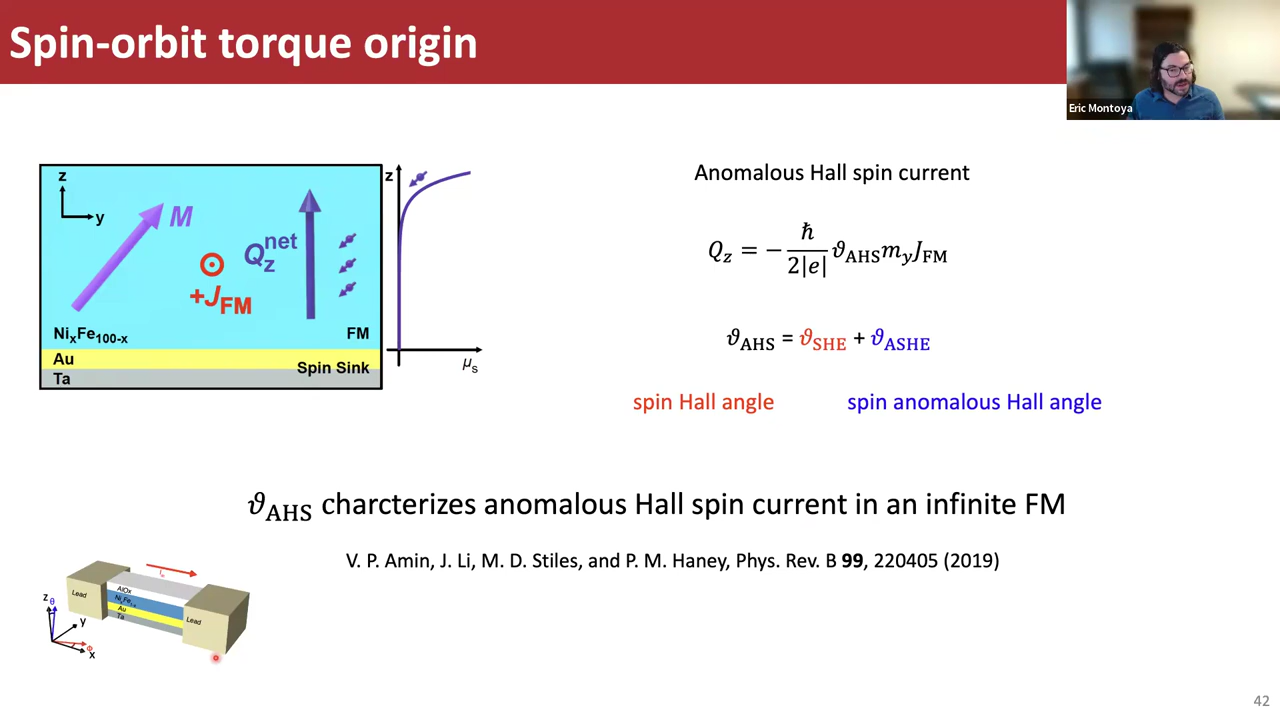 Spin-orbit torque origin
Eric Montoya
z
y
M
Q_z^net
+J_FM
Ni_xFe_100-x
FM
Au
Spin Sink
Ta
z
μ_s
Anomalous Hall spin current
Q_z = − ℏ/2|e| ϑ_AHS m_y J_FM
ϑ_AHS = ϑ_SHE + ϑ_ASHE
spin Hall angle
spin anomalous Hall angle
ϑ_AHS charcterizes anomalous Hall spin current in an infinite FM
V. P. Amin, J. Li, M. D. Stiles, and P. M. Haney, Phys. Rev. B 99, 220405 (2019)
Lead
AlOx
Au
Ta
Lead
z
θ
y
x
42